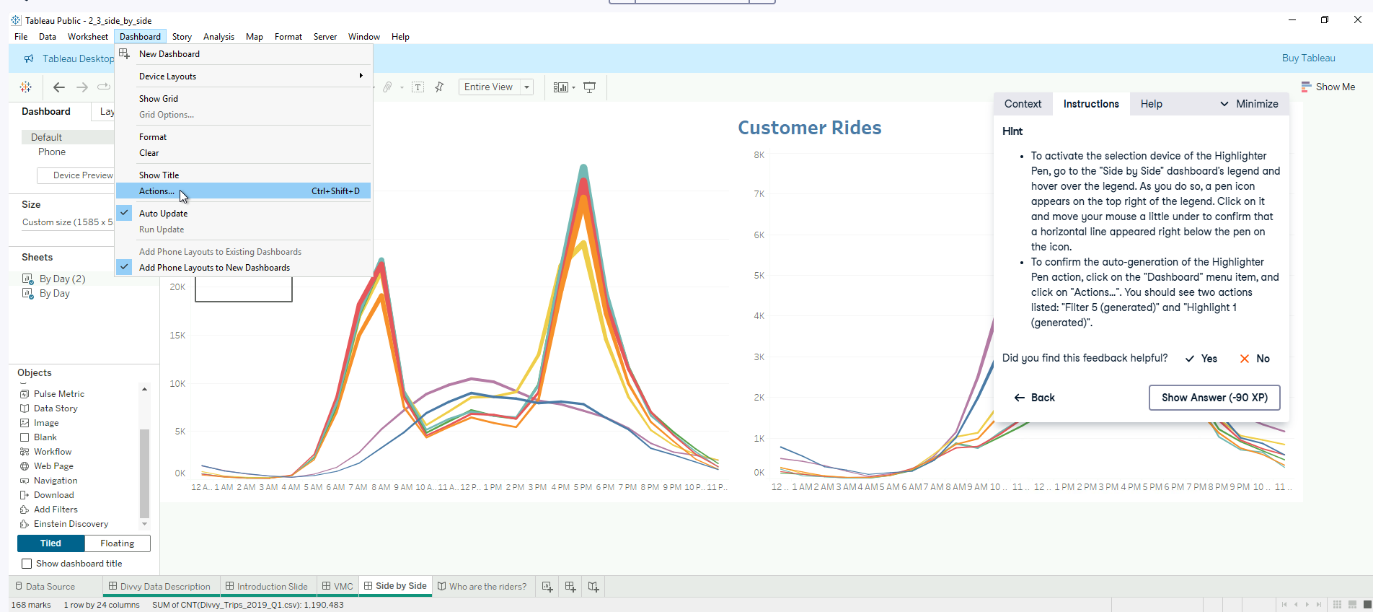 Tableau Public - 2_3_side_by_side
File Data Worksheet Dashboard Story Analysis Map Format Server Window Help
Tableau Desktop
Buy Tableau
New Dashboard
Device Layouts
Show Grid
Grid Options...
Format
Clear
Show Title
Actions... Ctrl+Shift+D
Auto Update
Run Update
Add Phone Layouts to Existing Dashboards
Add Phone Layouts to New Dashboards
Entire View
Show Me
Dashboard Lay
Default
Phone
Device Preview
Size
Custom size (1585 x 5
Sheets
By Day (2)
By Day
Objects
Pulse Metric
Data Story
Image
Blank
Workflow
Web Page
Navigation
Download
Add Filters
Einstein Discovery
Tiled Floating
Show dashboard title
20K
15K
10K
5K
0K
12 A.. 1 AM 2 AM 3 AM 4 AM 5 AM 6 AM 7 AM 8 AM 9 AM 10 A.. 11 A.. 12 P.. 1 PM 2 PM 3 PM 4 PM 5 PM 6 PM 7 PM 8 PM 9 PM 10 P.. 11 P..
Customer Rides
8K
7K
6K
5K
4K
3K
2K
1K
0K
12 .. 1 AM 2 AM 3 AM 4 AM 5 AM 6 AM 7 AM 8 AM 9 AM 10 .. 11 .. 12 .. 1 PM 2 PM 3 PM 4 PM 5 PM 6 PM 7 PM 8 PM 9 PM 10 .. 11 ..
Context Instructions Help Minimize
Hint
• To activate the selection device of the Highlighter
Pen, go to the "Side by Side" dashboard's legend and
hover over the legend. As you do so, a pen icon
appears on the top right of the legend. Click on it
and move your mouse a little under to confirm that
a horizontal line appeared right below the pen on
the icon.
• To confirm the auto-generation of the Highlighter
Pen action, click on the "Dashboard" menu item, and
click on "Actions...". You should see two actions
listed: "Filter 5 (generated)" and "Highlight 1
(generated)".
Did you find this feedback helpful? Yes No
Back Show Answer (-90 XP)
Data Source Divvy Data Description Introduction Slide VMC Side by Side Who are the riders?
168 marks 1 row by 24 columns SUM of CNT(Divvy_Trips_2019_Q1.csv): 1.190.483